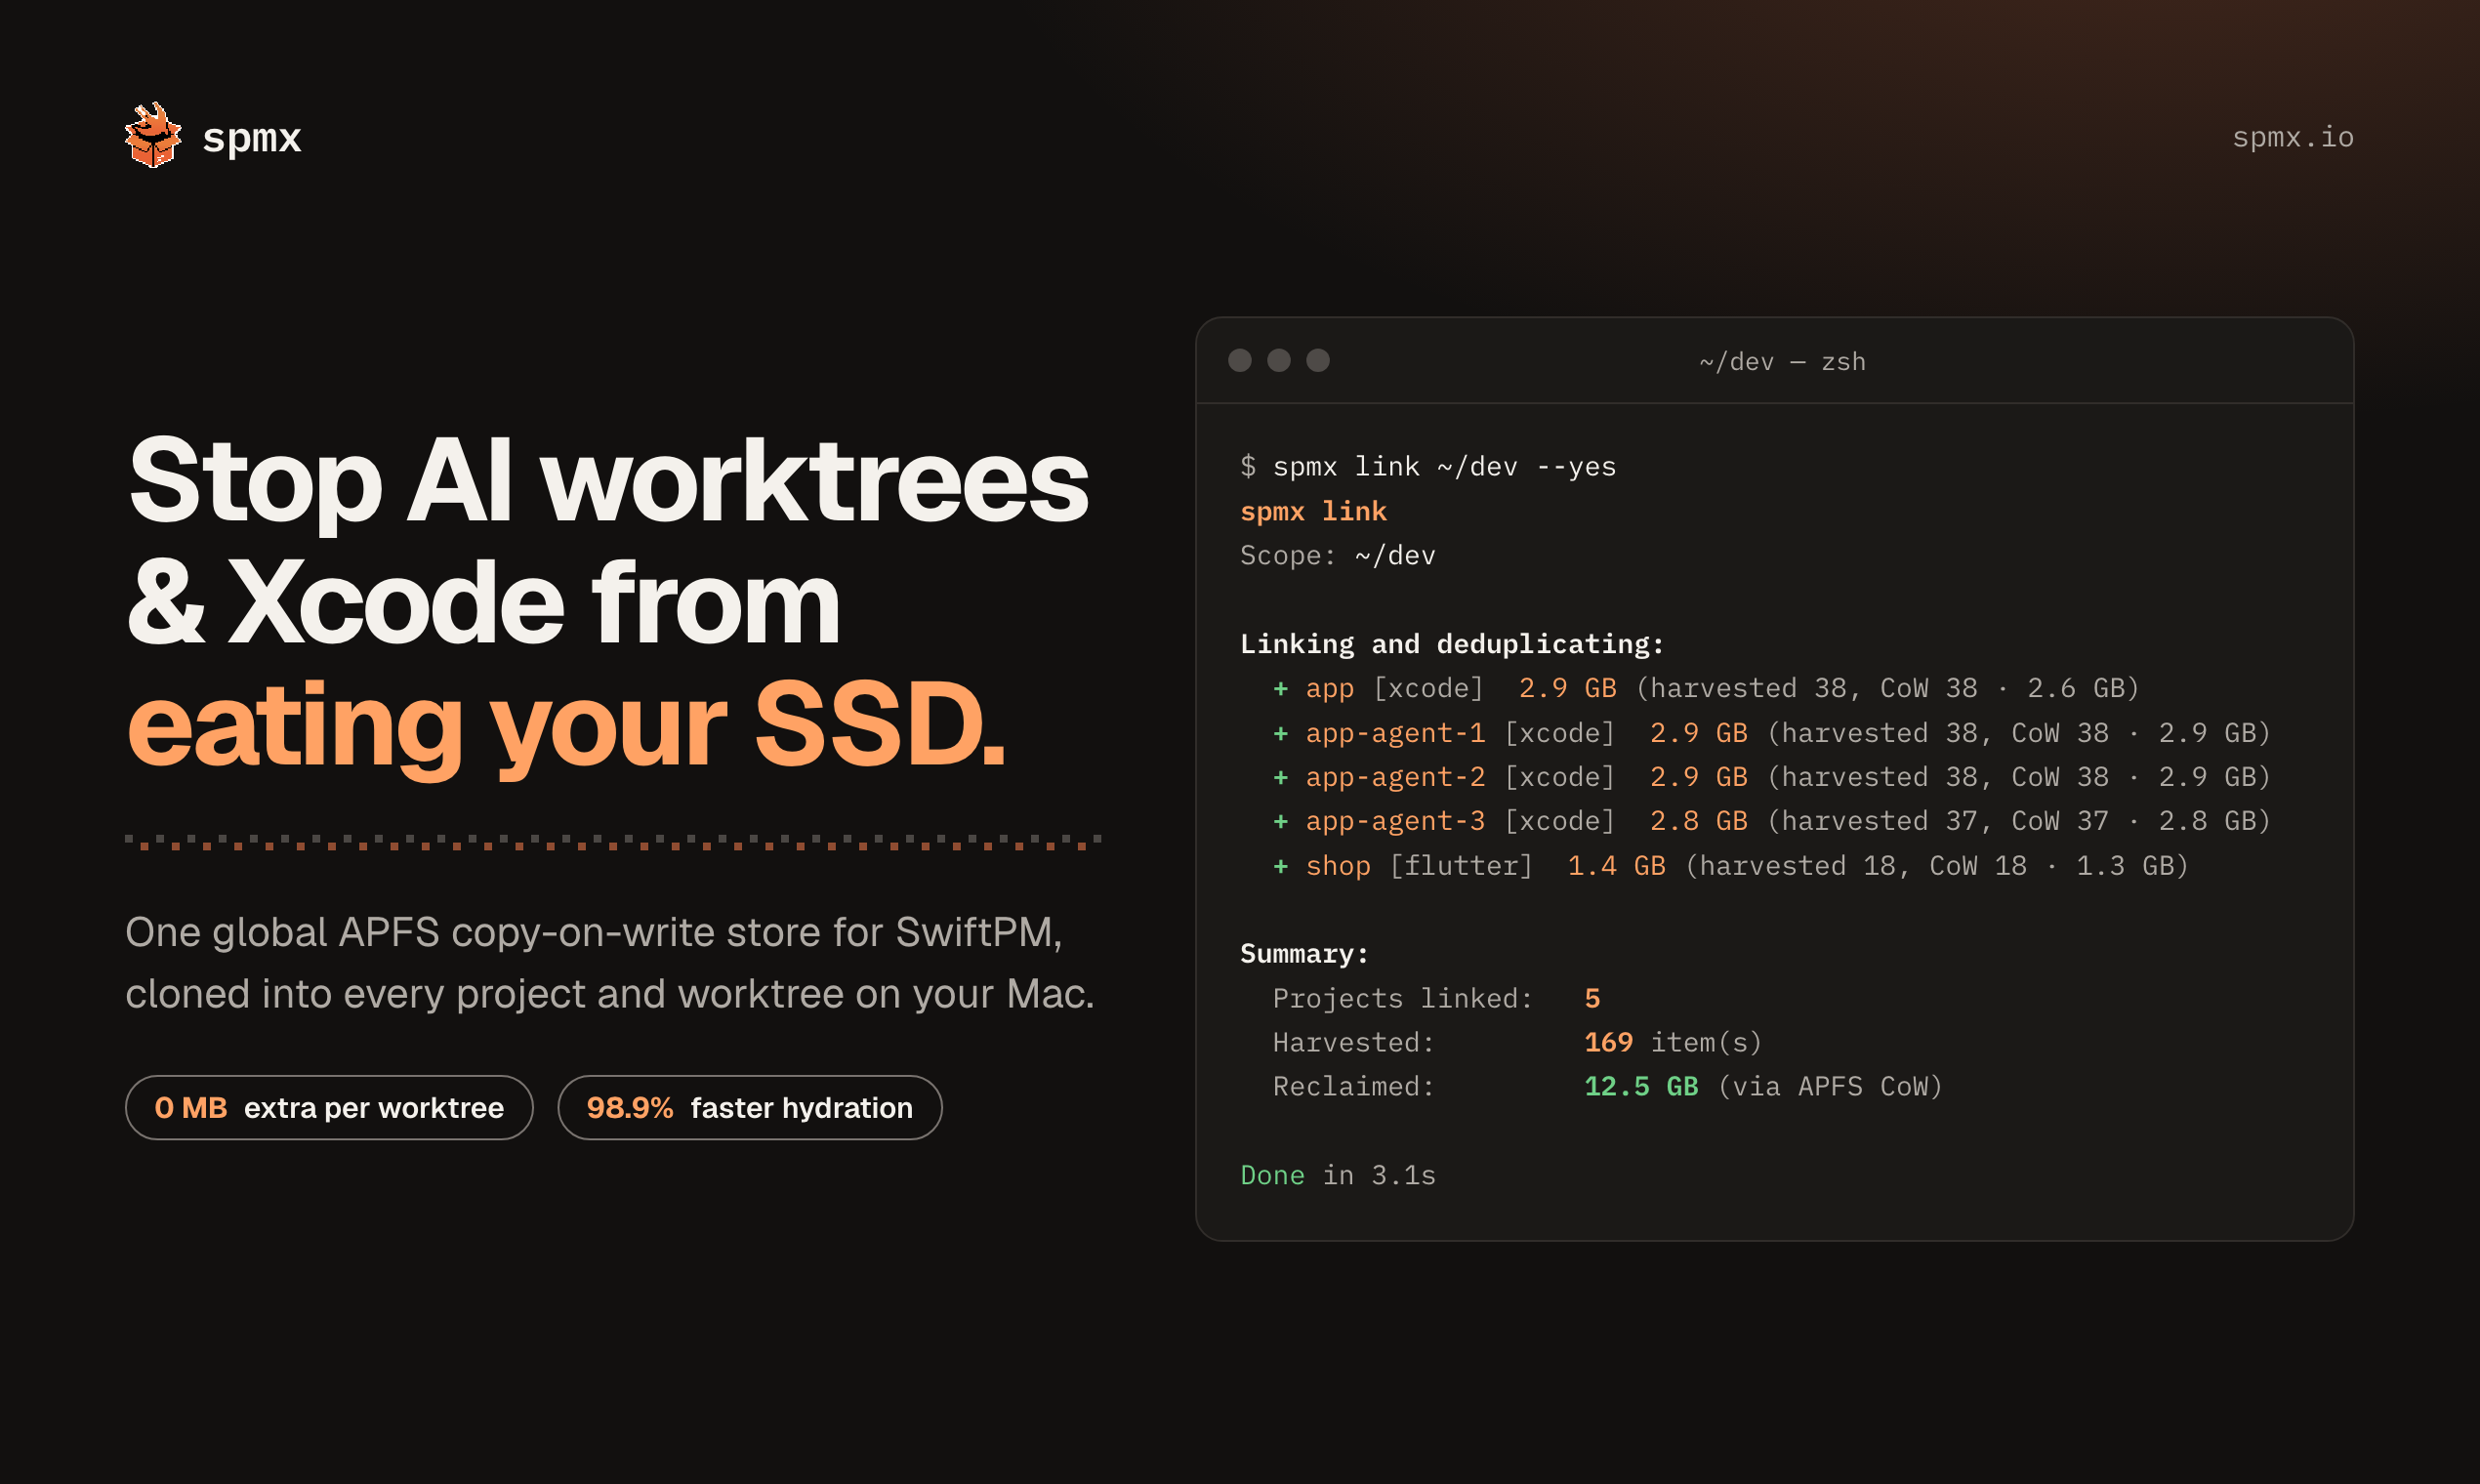 spmx
spmx.io
Stop AI worktrees
& Xcode from
eating your SSD.
One global APFS copy-on-write store for SwiftPM,
cloned into every project and worktree on your Mac.
0 MB extra per worktree
98.9% faster hydration
~/dev — zsh
$ spmx link ~/dev --yes
spmx link
Scope: ~/dev
Linking and deduplicating:
+ app [xcode]  2.9 GB (harvested 38, CoW 38 · 2.6 GB)
+ app-agent-1 [xcode]  2.9 GB (harvested 38, CoW 38 · 2.9 GB)
+ app-agent-2 [xcode]  2.9 GB (harvested 38, CoW 38 · 2.9 GB)
+ app-agent-3 [xcode]  2.8 GB (harvested 37, CoW 37 · 2.8 GB)
+ shop [flutter]  1.4 GB (harvested 18, CoW 18 · 1.3 GB)
Summary:
Projects linked: 5
Harvested: 169 item(s)
Reclaimed: 12.5 GB (via APFS CoW)
Done in 3.1s